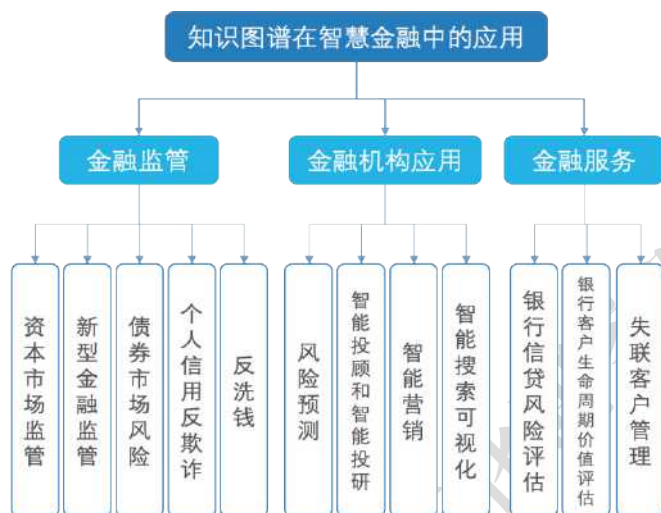 知识图谱在智慧金融中的应用
金融监管
金融机构应用
金融服务
资本市场监管
新型金融监管
债券市场风险
个人信用反欺诈
反洗钱
风险预测
智能投顾和智能投研
智能营销
智能搜索可视化
银行信贷风险评估
银行客户生命周期价值评估
失联客户管理